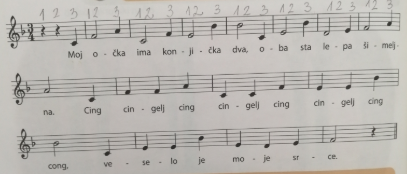 1 2 3 1 2 3 1 2 3 1 2 3 1 2 3 1 2 3 1 2 3 1 2 3
Moj o - čka ima kon - ji - čka dva, o - ba sta le - pa ši - melj-
na. Cing cin - gelj cing cin - gelj cing cin - gelj cing
cong, ve - se - lo je mo - je sr - ce.